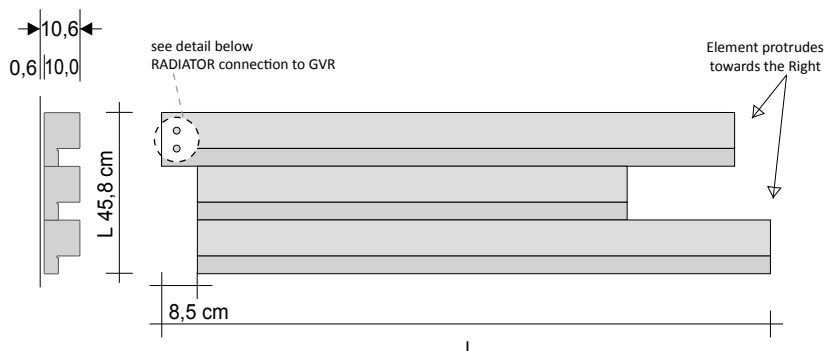 10,6
0,6 10,0
see detail below
RADIATOR connection to GVR
Element protrudes
towards the Right
L 45,8 cm
8,5 cm
L